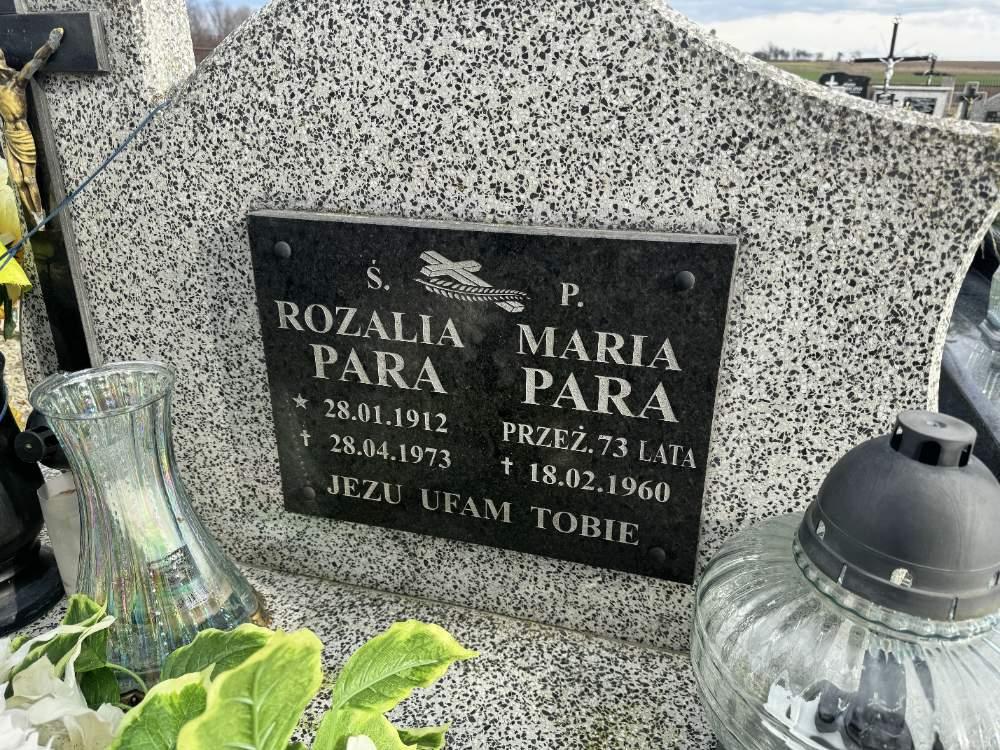 Ś. P.
ROZALIA
PARA
★ 28.01.1912
✝ 28.04.1973
MARIA
PARA
PRZEŻ. 73 LATA
✝ 18.02.1960
JEZU UFAM TOBIE